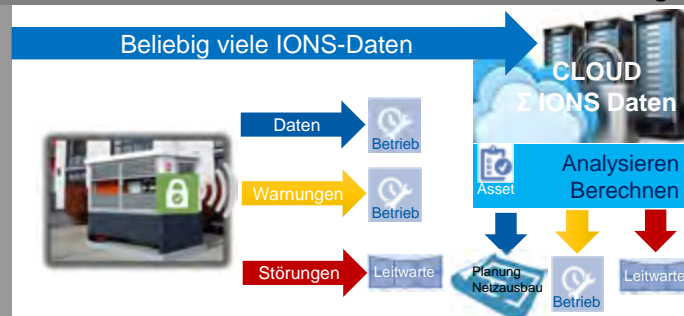 Beliebig viele IONS-Daten
CLOUD
Σ IONS Daten
Daten
Betrieb
Warnungen
Betrieb
Störungen
Leitwarte
Asset
Analysieren
Berechnen
Planung
Netzausbau
Betrieb
Leitwarte